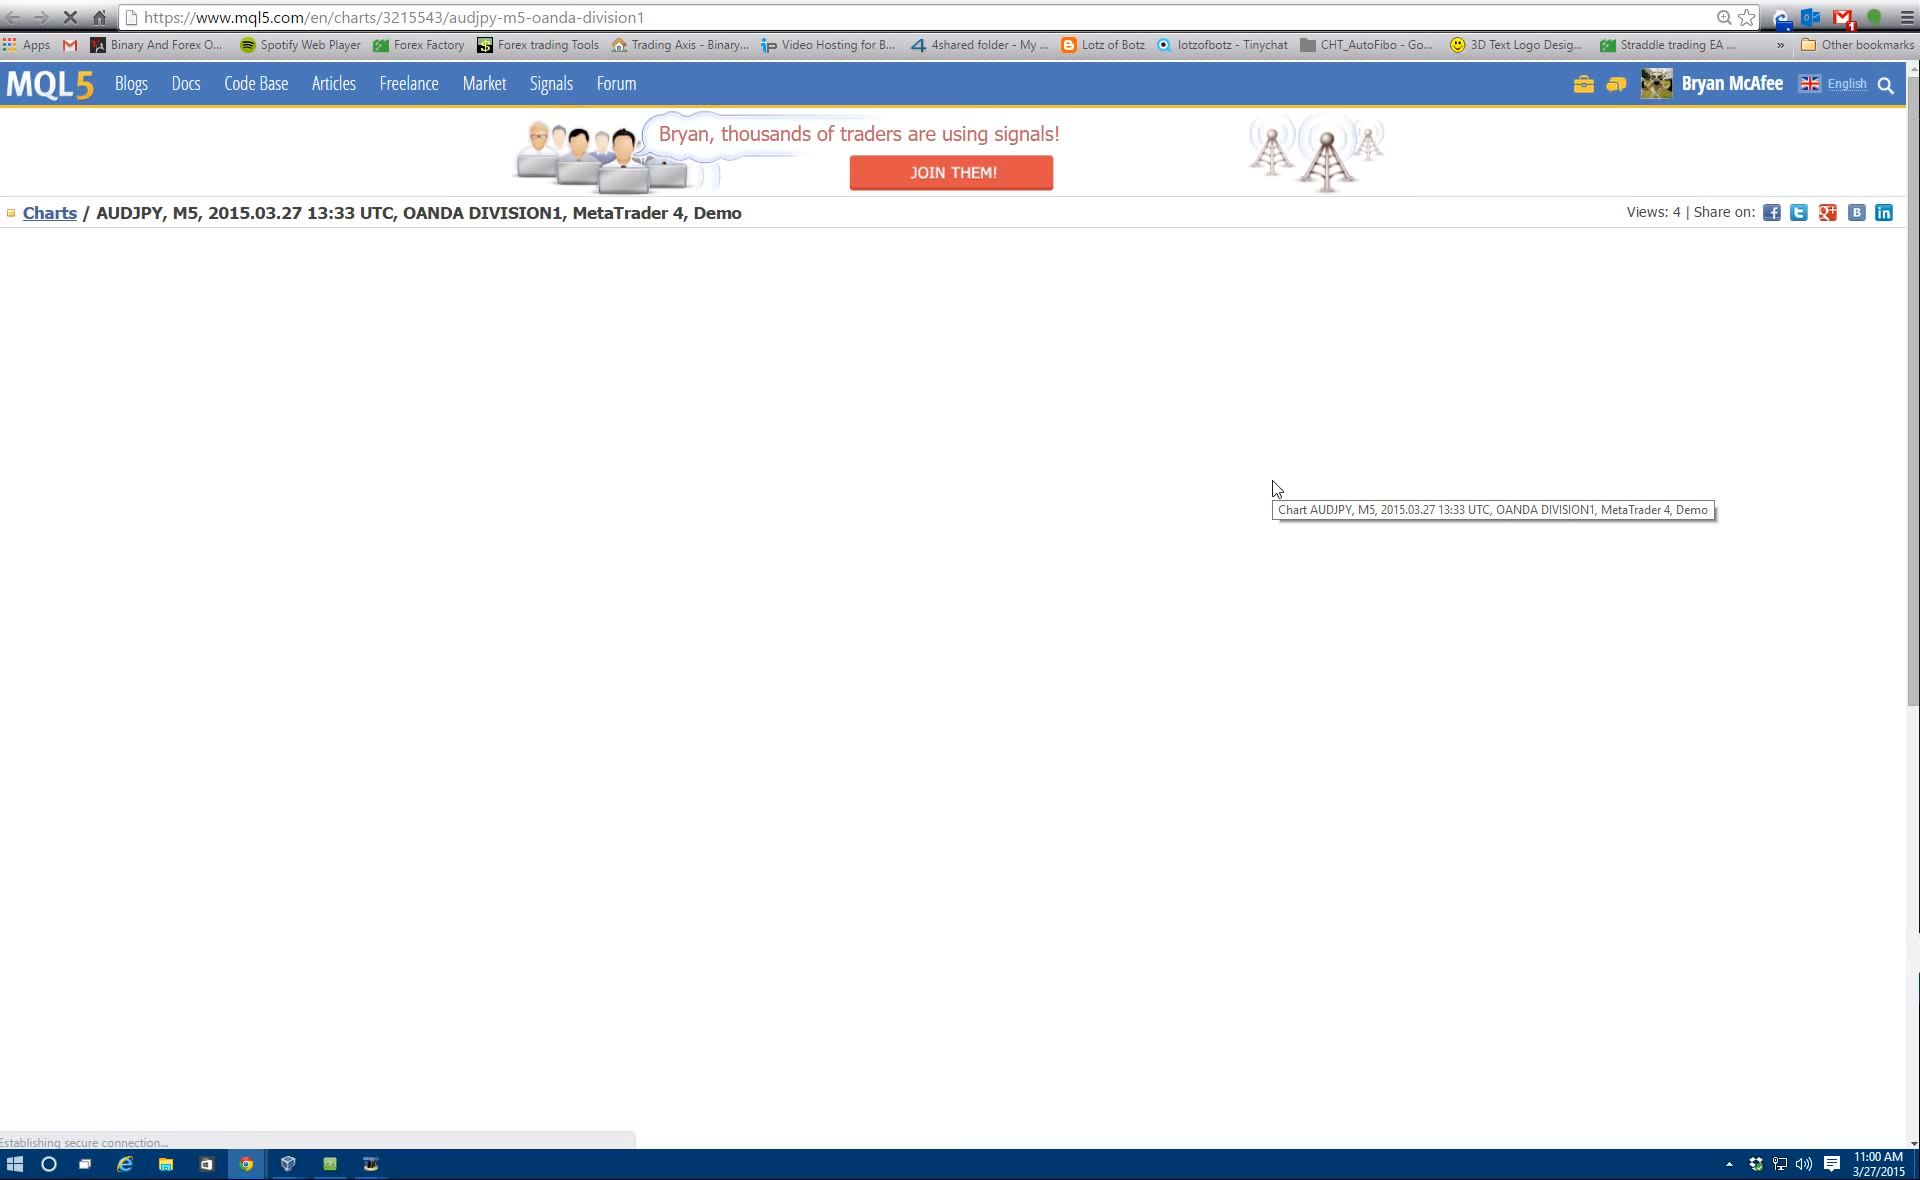 https://www.mql5.com/en/charts/3215543/audjpy-m5-oanda-division1
Apps Binary And Forex O... Spotify Web Player Forex Factory Forex trading Tools Trading Axis - Binary... Video Hosting for B... 4shared folder - My ... Lotz of Botz lotzofbotz - Tinychat CHT_AutoFibo - Go... 3D Text Logo Desig... Straddle trading EA ... » Other bookmarks
MQL5 Blogs Docs Code Base Articles Freelance Market Signals Forum Bryan McAfee English
Bryan, thousands of traders are using signals!
JOIN THEM!
Charts / AUDJPY, M5, 2015.03.27 13:33 UTC, OANDA DIVISION1, MetaTrader 4, Demo Views: 4 | Share on:
Chart AUDJPY, M5, 2015.03.27 13:33 UTC, OANDA DIVISION1, MetaTrader 4, Demo
Establishing secure connection...
11:00 AM
3/27/2015